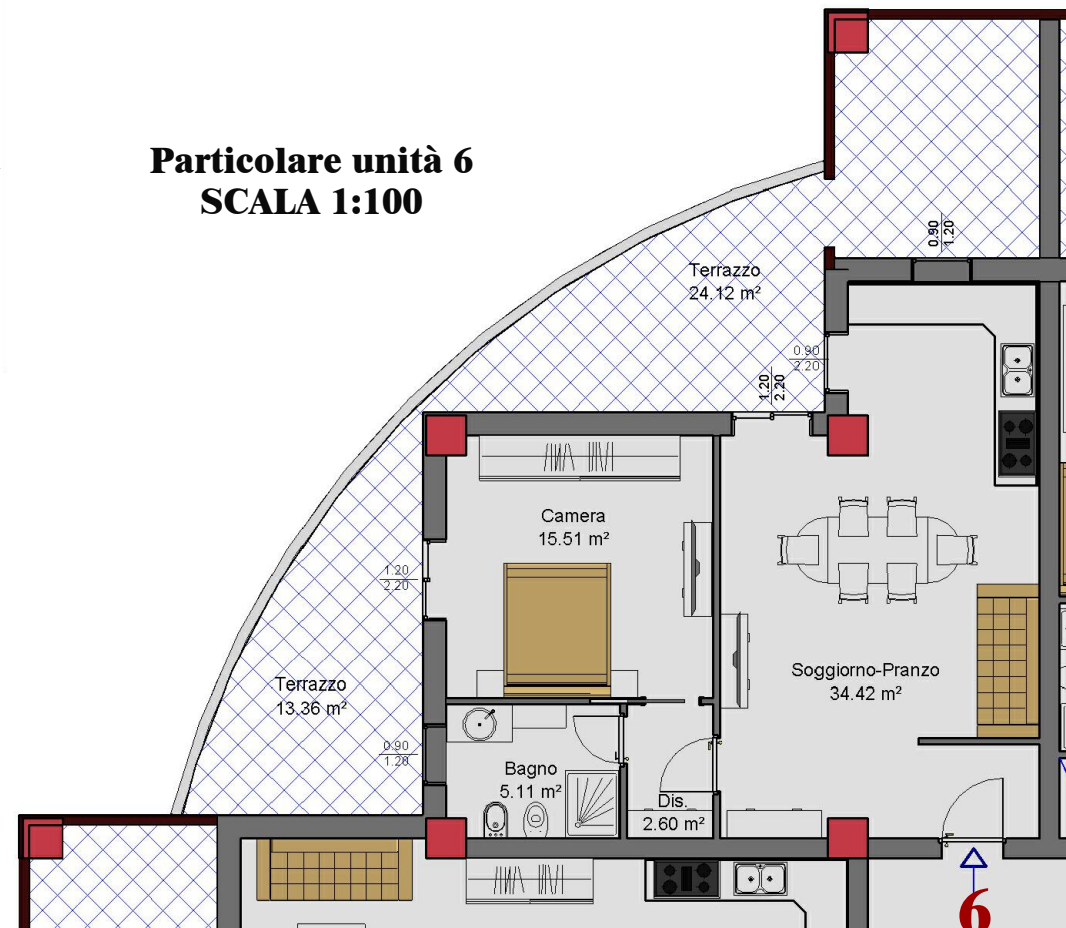 Particolare unità 6
SCALA 1:100
0.90
1.20
Terrazzo
24.12 m²
0.90
2.20
1.20
2.20
Camera
15.51 m²
1.20
2.20
Soggiorno-Pranzo
34.42 m²
Terrazzo
13.36 m²
0.90
1.20
Bagno
5.11 m²
Dis.
2.60 m²
6